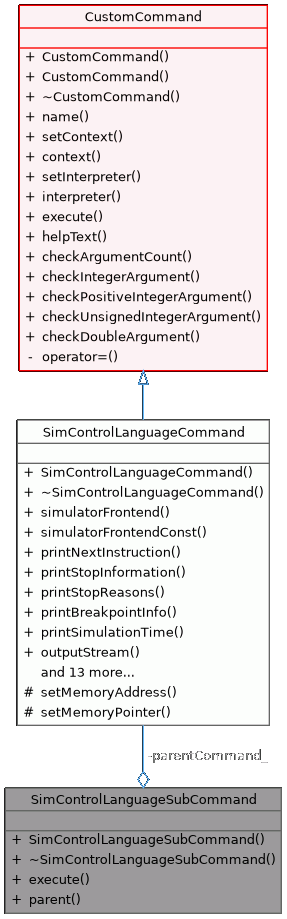 CustomCommand
+ CustomCommand()
+ CustomCommand()
+ ~CustomCommand()
+ name()
+ setContext()
+ context()
+ setInterpreter()
+ interpreter()
+ execute()
+ helpText()
+ checkArgumentCount()
+ checkIntegerArgument()
+ checkPositiveIntegerArgument()
+ checkUnsignedIntegerArgument()
+ checkDoubleArgument()
- operator=()
SimControlLanguageCommand
+ SimControlLanguageCommand()
+ ~SimControlLanguageCommand()
+ simulatorFrontend()
+ simulatorFrontendConst()
+ printNextInstruction()
+ printStopInformation()
+ printStopReasons()
+ printBreakpointInfo()
+ printSimulationTime()
+ outputStream()
and 13 more...
# setMemoryAddress()
# setMemoryPointer()
-parentCommand_
SimControlLanguageSubCommand
+ SimControlLanguageSubCommand()
+ ~SimControlLanguageSubCommand()
+ execute()
+ parent()